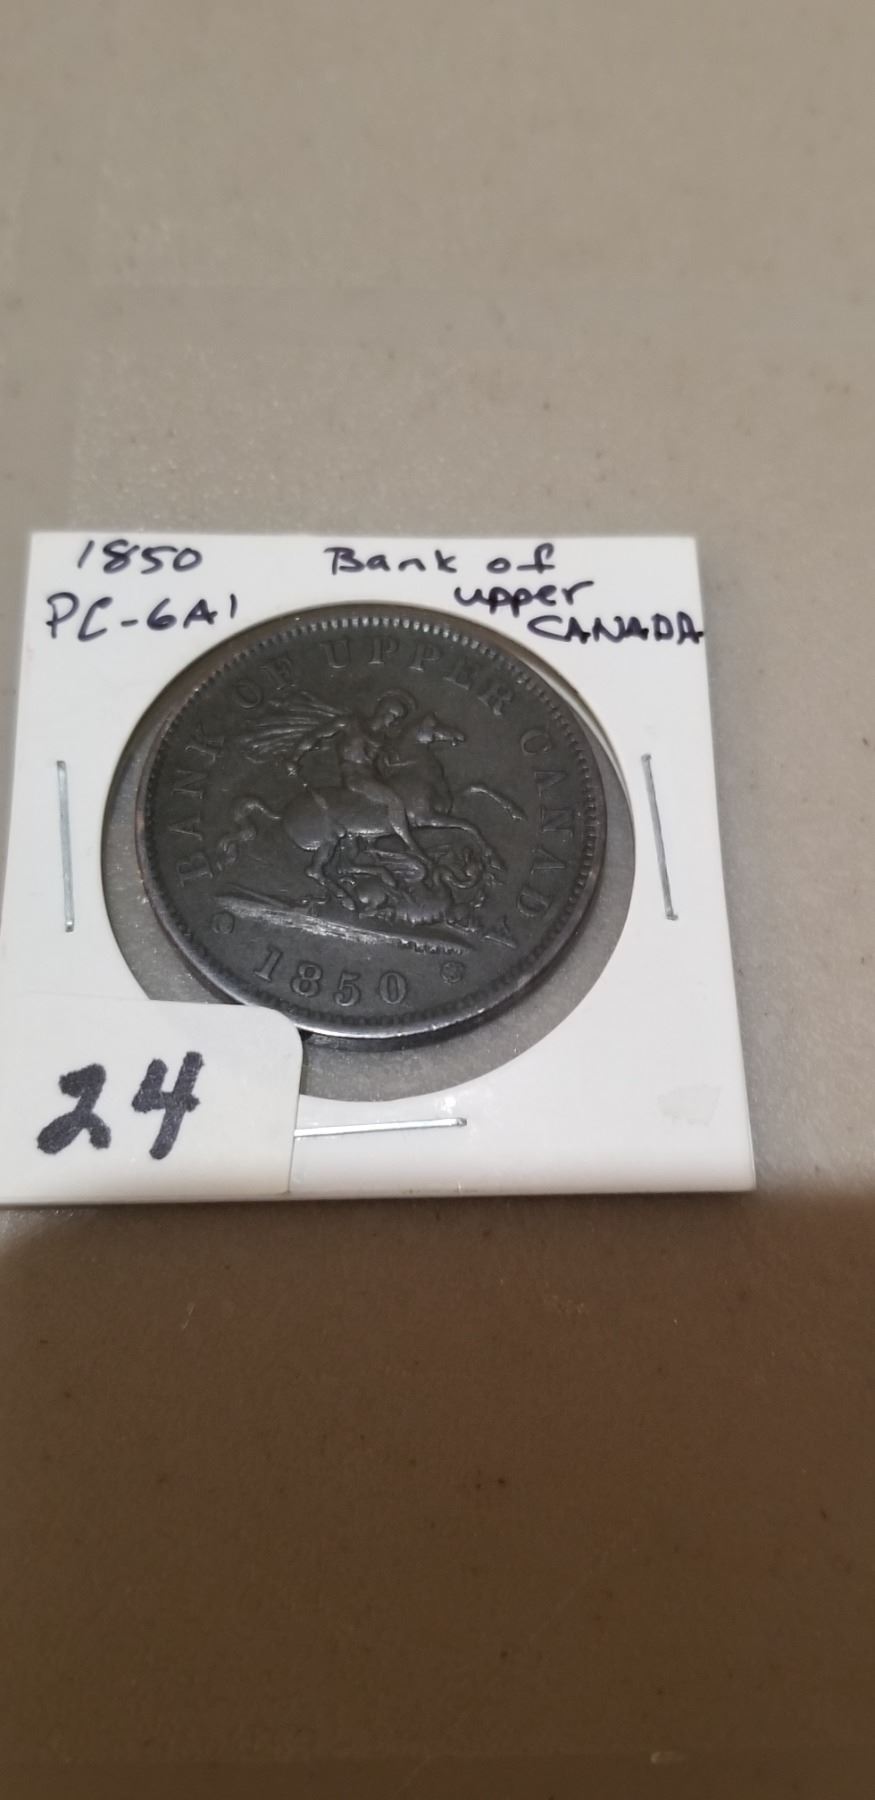 1850 Bank of
PC-6A1 upper
CANADA
BANK OF UPPER CANADA
1850
24